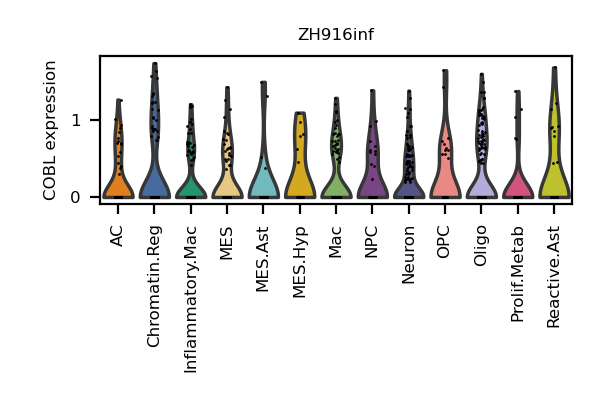 ZH916inf
COBL expression
1
0
AC
Chromatin.Reg
Inflammatory.Mac
MES
MES.Ast
MES.Hyp
Mac
NPC
Neuron
OPC
Oligo
Prolif.Metab
Reactive.Ast